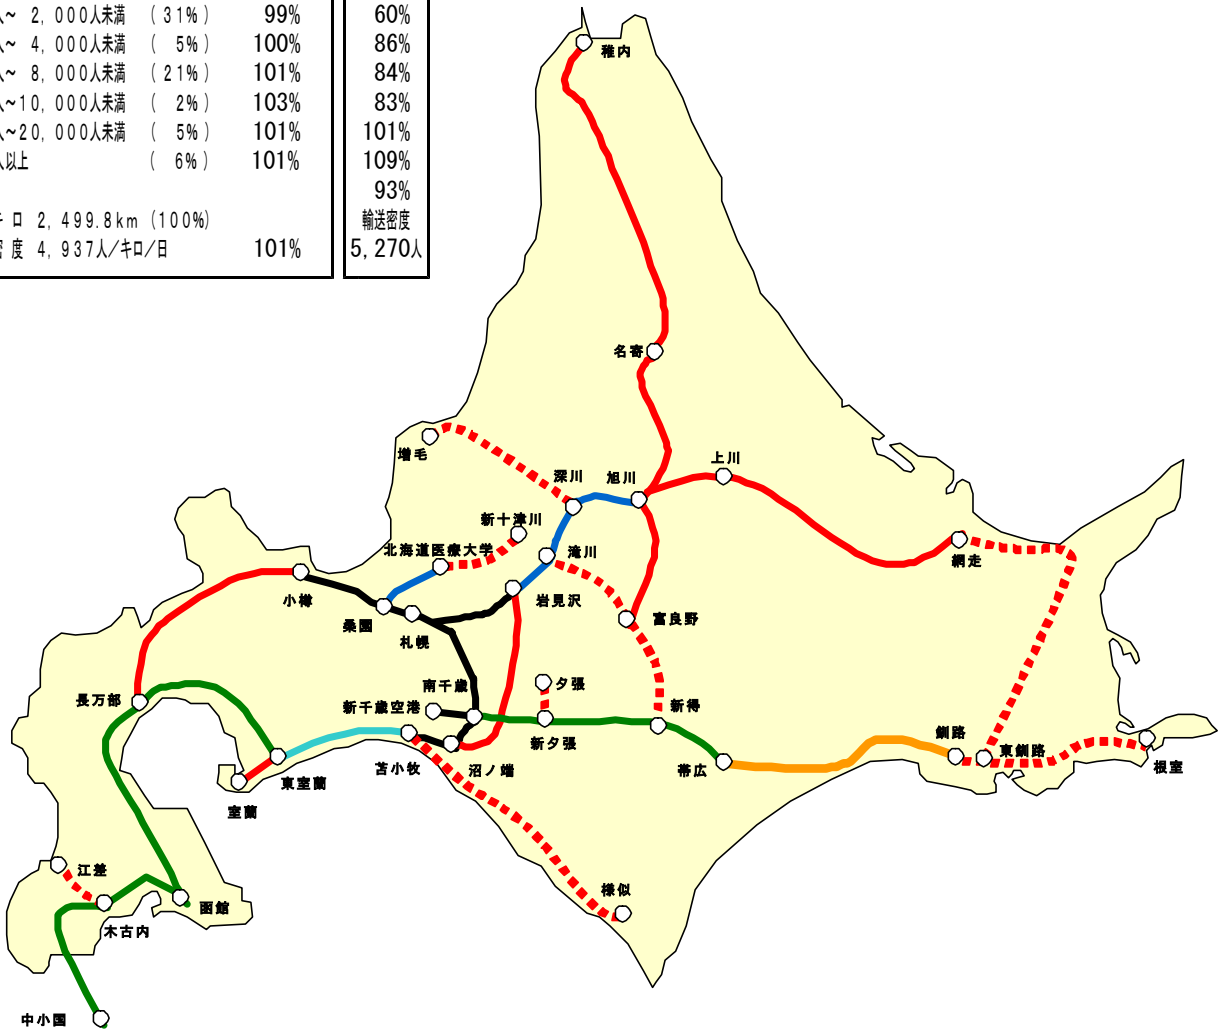 人~ 2,000人未満 (31%) 99%
人~ 4,000人未満 ( 5%) 100%
人~ 8,000人未満 (21%) 101%
人~10,000人未満 ( 2%) 103%
人~20,000人未満 ( 5%) 101%
人以上 ( 6%) 101%
キロ 2,499.8km (100%)
密度 4,937人/キロ/日 101%
60%
86%
84%
83%
101%
109%
93%
輸送密度
5,270人
稚内
名寄
増毛
深川
旭川
上川
新十津川
北海道医療大学
滝川
網走
小樽
桑園
札幌
岩見沢
富良野
長万部
南千歳
夕張
新千歳空港
新得
新夕張
釧路
東釧路
根室
東室蘭
苫小牧
沼ノ端
帯広
室蘭
江差
様似
函館
木古内
中小国